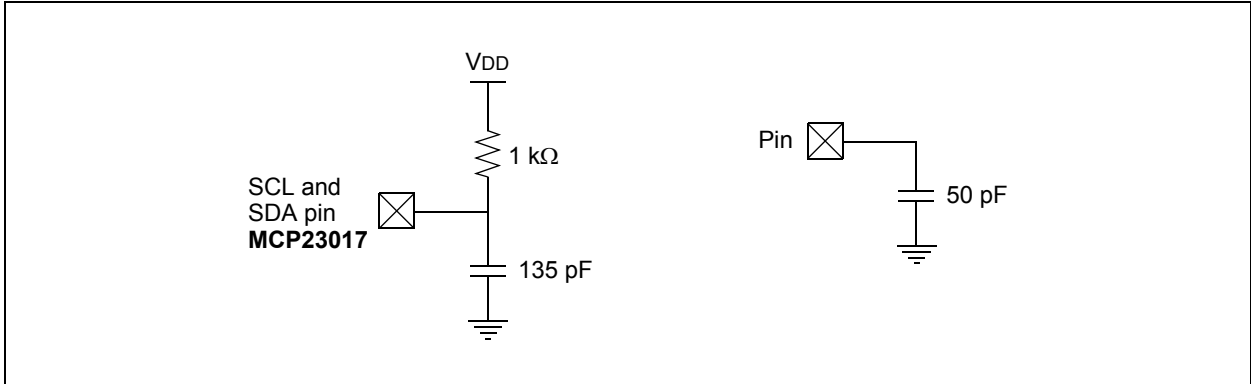 VDD
1 kΩ
SCL and
SDA pin
MCP23017
135 pF
Pin
50 pF